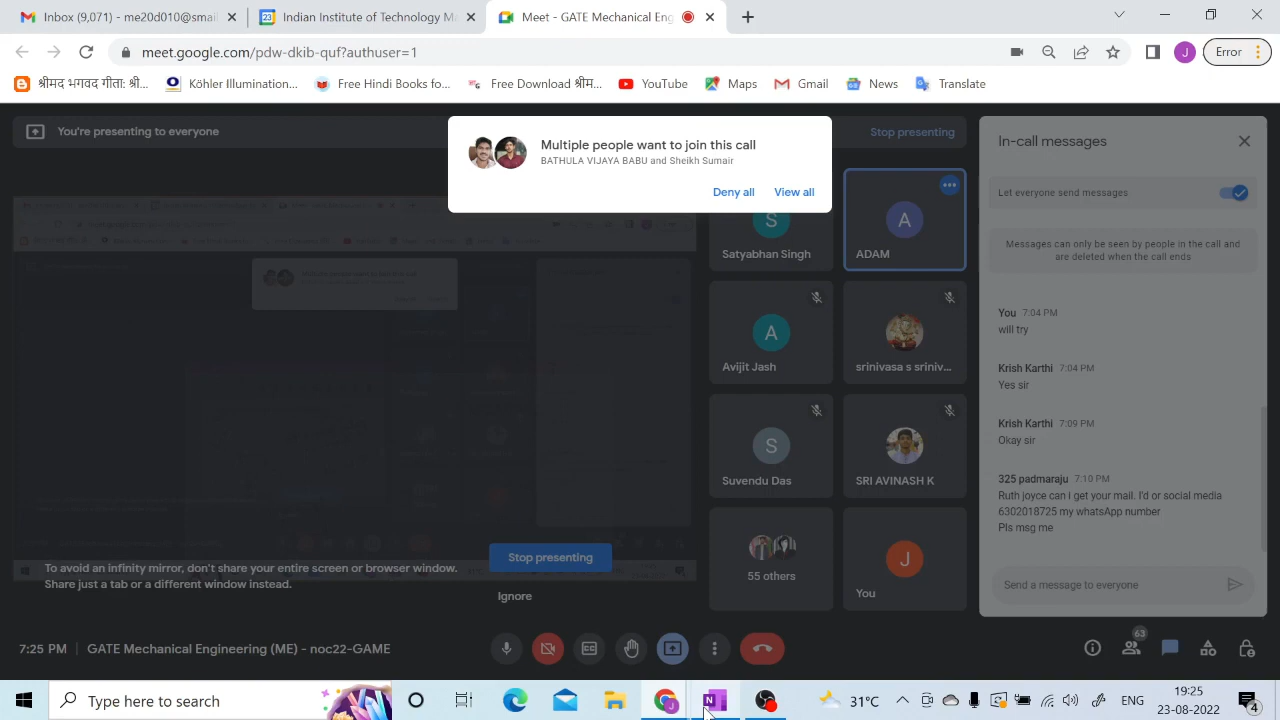 Inbox (9,071) - me20d010@smail
Indian Institute of Technology Ma
Meet - GATE Mechanical Eng
meet.google.com/pdw-dkib-quf?authuser=1
J
Error
श्रीमद भगवद गीता: श्री...
Köhler Illumination...
Free Hindi Books fo...
Free Download श्रीम...
YouTube
Maps
Gmail
News
Translate
You're presenting to everyone
Stop presenting
Multiple people want to join this call
BATHULA VIJAYA BABU and Sheikh Sumair
Deny all
View all
S
Satyabhan Singh
A
ADAM
A
Avijit Jash
srinivasa s sriniv...
S
Suvendu Das
SRI AVINASH K
55 others
J
You
To avoid an infinity mirror, don't share your entire screen or browser window.
Share just a tab or a different window instead.
Stop presenting
Ignore
In-call messages
Let everyone send messages
Messages can only be seen by people in the call and
are deleted when the call ends
You 7:04 PM
will try
Krish Karthi 7:04 PM
Yes sir
Krish Karthi 7:09 PM
Okay sir
325 padmaraju 7:10 PM
Ruth joyce can i get your mail. I'd or social media
6302018725 my whatsApp number
Pls msg me
Send a message to everyone
7:25 PM | GATE Mechanical Engineering (ME) - noc22-GAME
63
Type here to search
31°C
ENG
19:25
23-08-2022
4